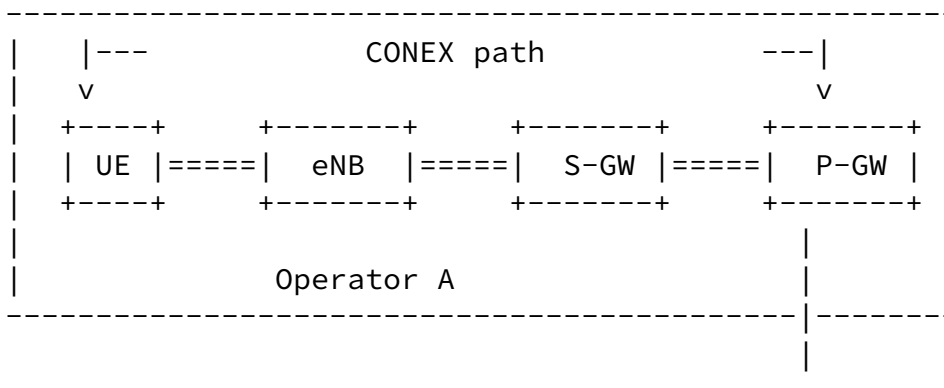 -----------------------------------------------------
|   |---            CONEX path            ---|
|   v                                        v
|  +----+     +-------+     +-------+     +-------+
|  | UE |=====|  eNB  |=====|  S-GW |=====|  P-GW |
|  +----+     +-------+     +-------+     +-------+
|                                            |
|              Operator A                    |
--------------------------------------------|--------
                                             |